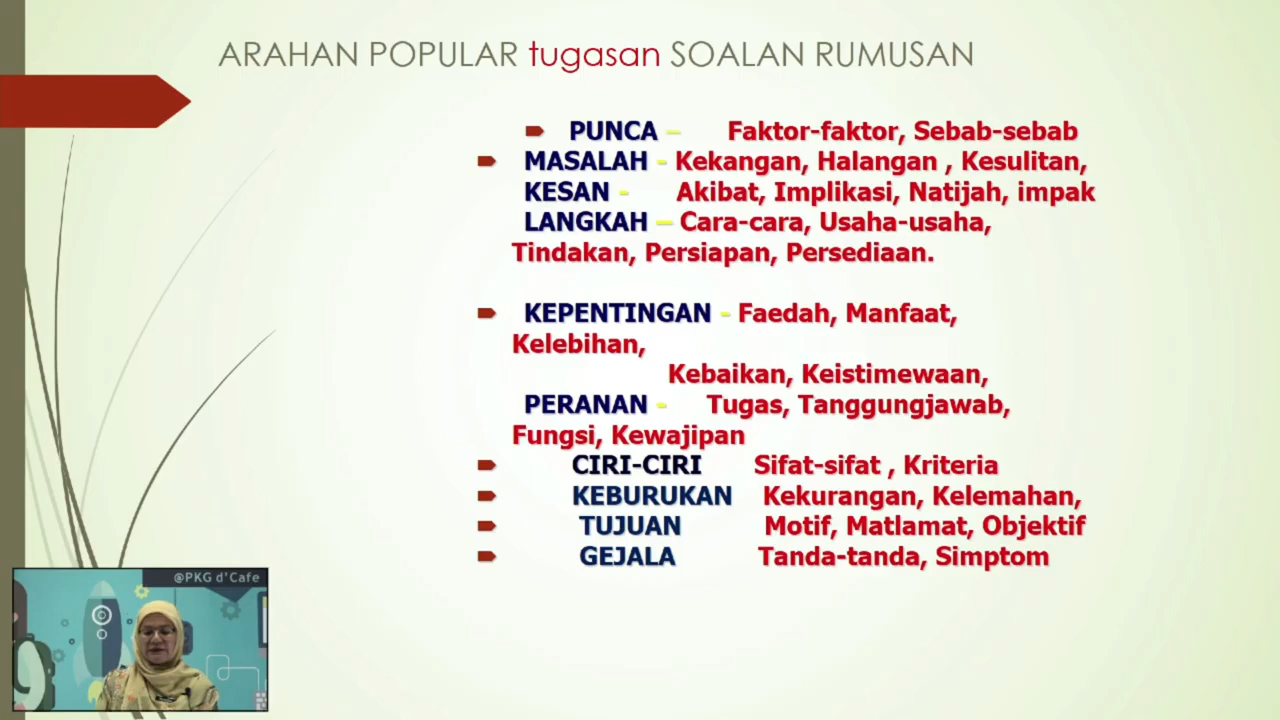 ARAHAN POPULAR tugasan SOALAN RUMUSAN
PUNCA – Faktor-faktor, Sebab-sebab
MASALAH - Kekangan, Halangan , Kesulitan,
KESAN - Akibat, Implikasi, Natijah, impak
LANGKAH – Cara-cara, Usaha-usaha,
Tindakan, Persiapan, Persediaan.
KEPENTINGAN - Faedah, Manfaat,
Kelebihan,
Kebaikan, Keistimewaan,
PERANAN - Tugas, Tanggungjawab,
Fungsi, Kewajipan
CIRI-CIRI Sifat-sifat , Kriteria
KEBURUKAN Kekurangan, Kelemahan,
TUJUAN Motif, Matlamat, Objektif
GEJALA Tanda-tanda, Simptom
@PKG d'Cafe